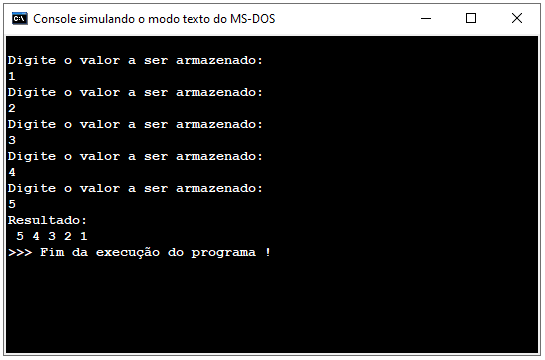 Console simulando o modo texto do MS-DOS
Digite o valor a ser armazenado:
1
Digite o valor a ser armazenado:
2
Digite o valor a ser armazenado:
3
Digite o valor a ser armazenado:
4
Digite o valor a ser armazenado:
5
Resultado:
 5 4 3 2 1
>>> Fim da execução do programa !